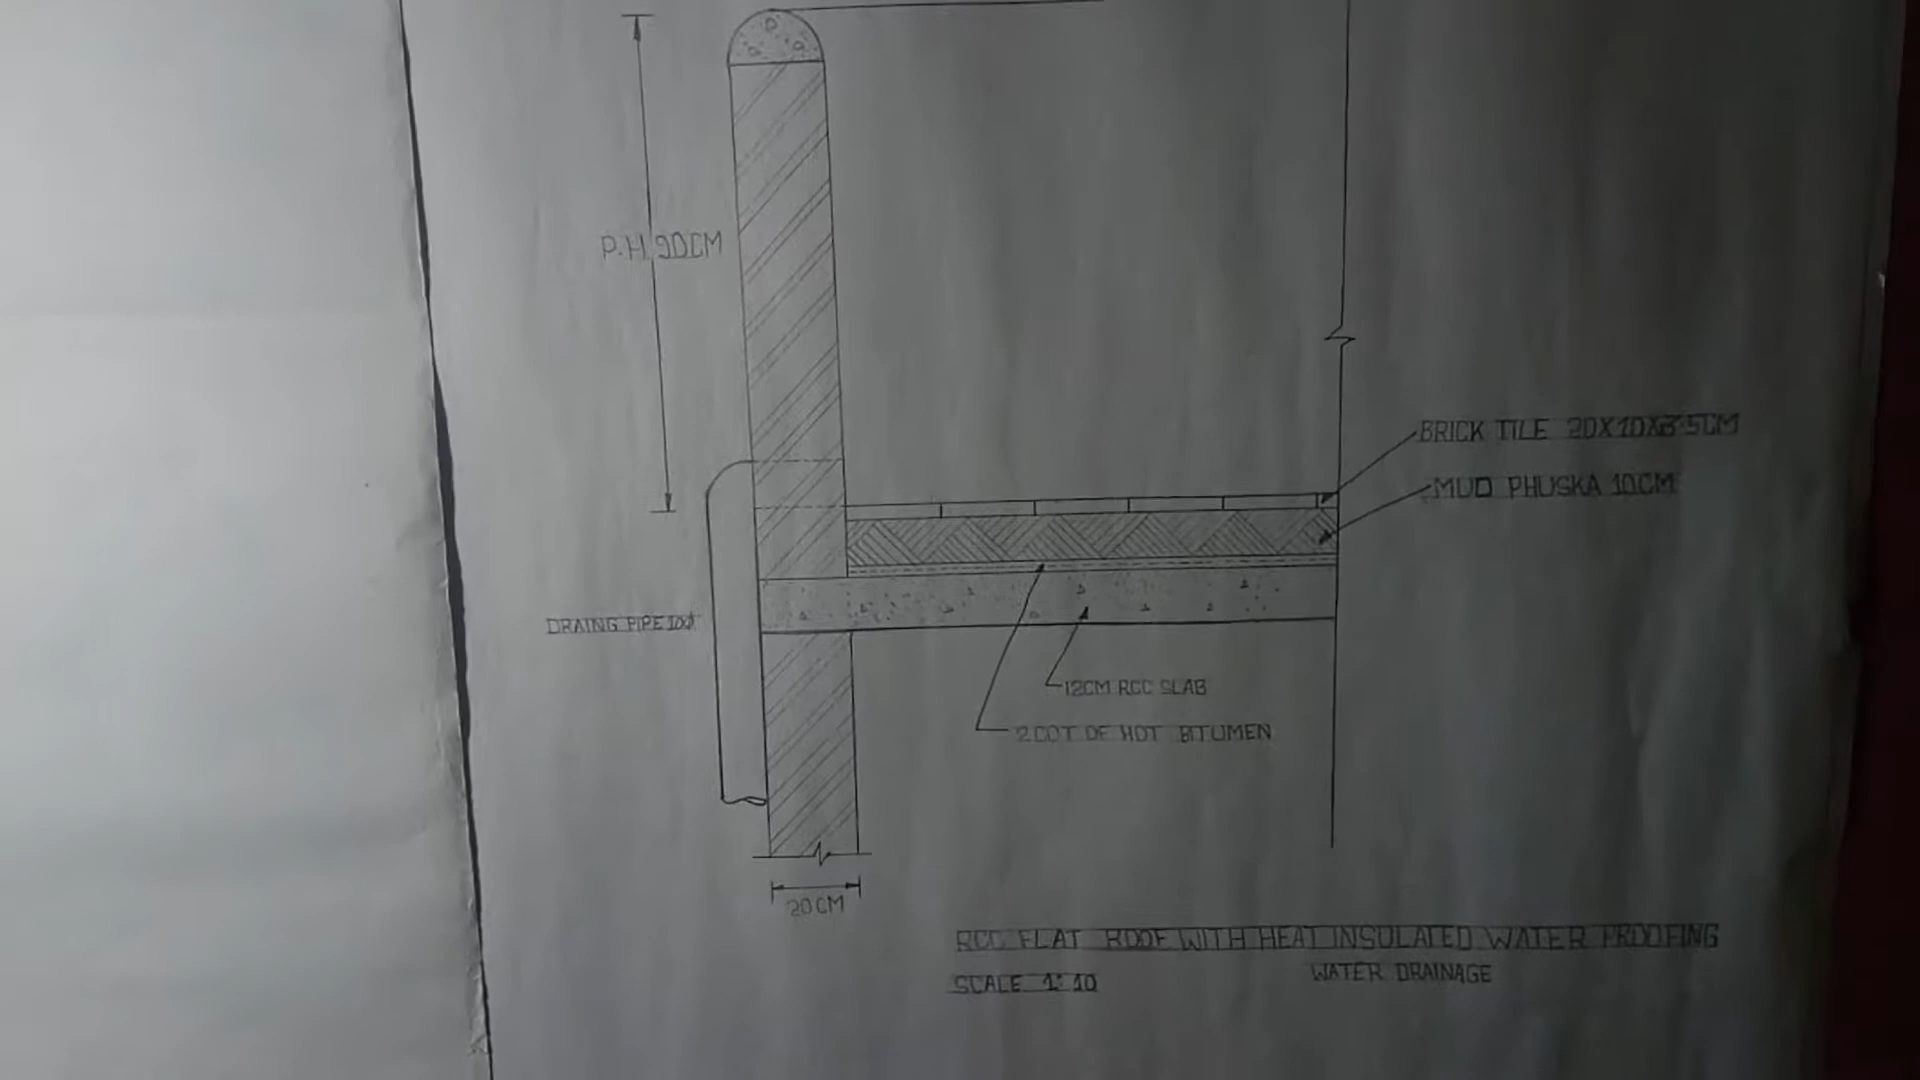 P.H. 90CM
BRICK TILE 20X10X3.5CM
MUD PHUSKA 10CM
DRAING PIPE 10Ø
12CM RCC SLAB
2 COT OF HOT BITUMEN
20CM
RCC FLAT ROOF WITH HEAT INSULATED WATER PROOFING
SCALE 1:10
WATER DRAINAGE